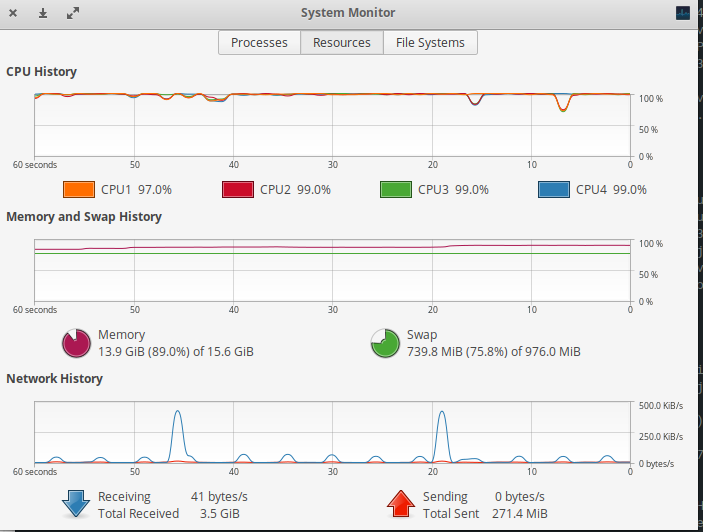 System Monitor
Processes Resources File Systems
CPU History
100 %
50 %
0 %
60 seconds 50 40 30 20 10 0
CPU1 97.0% CPU2 99.0% CPU3 99.0% CPU4 99.0%
Memory and Swap History
100 %
50 %
0 %
60 seconds 50 40 30 20 10 0
Memory Swap
13.9 GiB (89.0%) of 15.6 GiB 739.8 MiB (75.8%) of 976.0 MiB
Network History
500.0 KiB/s
250.0 KiB/s
0 bytes/s
60 seconds 50 40 30 20 10 0
Receiving 41 bytes/s Sending 0 bytes/s
Total Received 3.5 GiB Total Sent 271.4 MiB